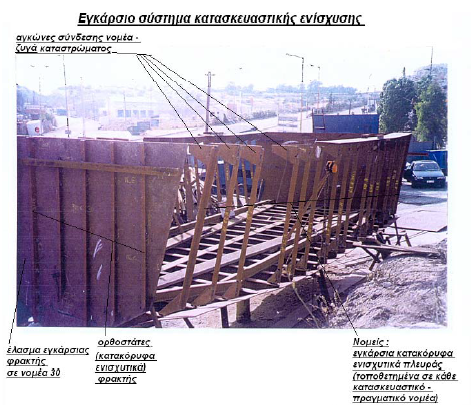 Εγκάρσιο σύστημα κατασκευαστικής ενίσχυσης
αγκώνες σύνδεσης νομέα -
ζυγά καταστρώματος
έλασμα εγκάρσιας
φρακτής
σε νομέα 30
ορθοστάτες
(κατακόρυφα
ενισχυτικά)
φρακτής
Νομείς :
εγκάρσια κατακόρυφα
ενισχυτικά πλευράς
(τοποθετημένα σε κάθε
κατασκευαστικό -
πραγματικό νομέα)